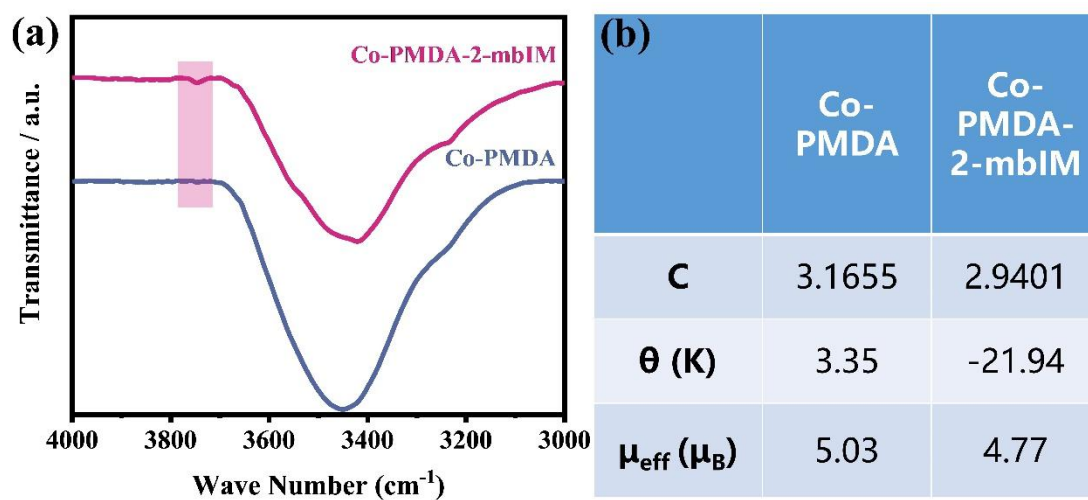 (a)
Co-PMDA-2-mbIM
Co-PMDA
Transmittance / a.u.
4000 3800 3600 3400 3200 3000
Wave Number (cm⁻¹)
(b)
Co-
PMDA
Co-
PMDA-
2-mbIM
C 3.1655 2.9401
θ (K) 3.35 -21.94
μeff (μB) 5.03 4.77